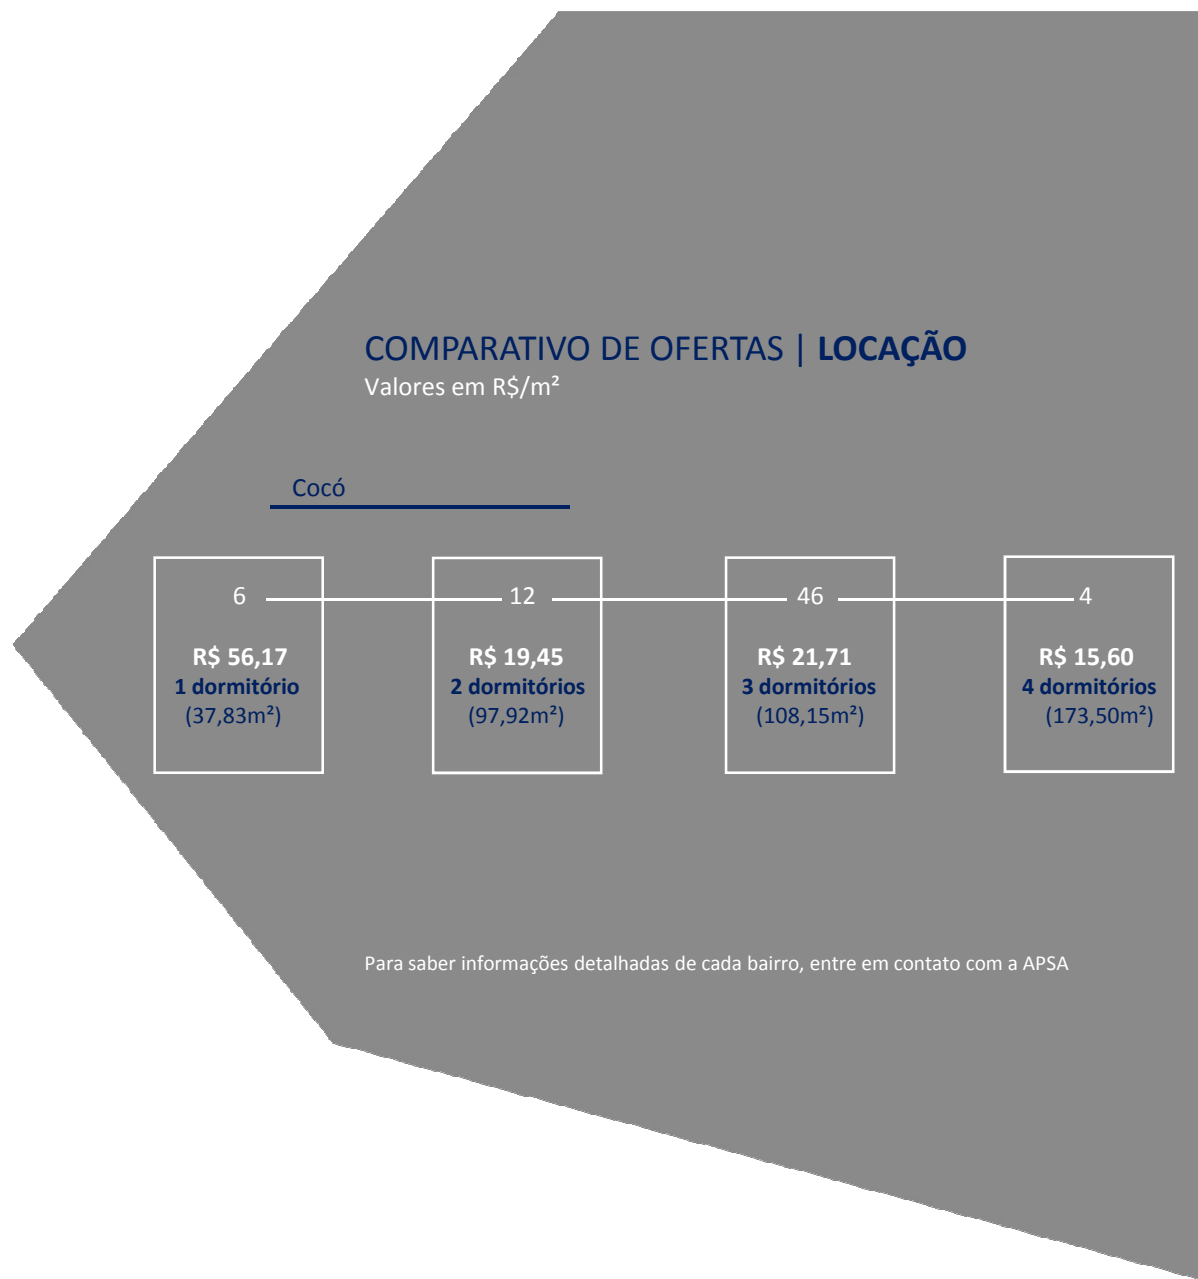 COMPARATIVO DE OFERTAS | LOCAÇÃO
Valores em R$/m²
Cocó
6
R$ 56,17
1 dormitório
(37,83m²)
12
R$ 19,45
2 dormitórios
(97,92m²)
46
R$ 21,71
3 dormitórios
(108,15m²)
4
R$ 15,60
4 dormitórios
(173,50m²)
Para saber informações detalhadas de cada bairro, entre em contato com a APSA